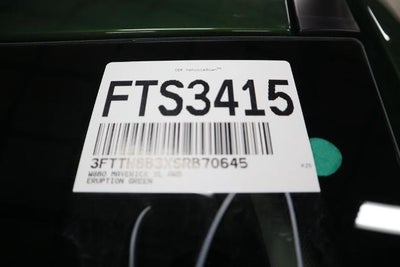 FTS3415
3FTTW8B3XSRB70645
W8B0 MAVERICK XL AWD
ERUPTION GREEN